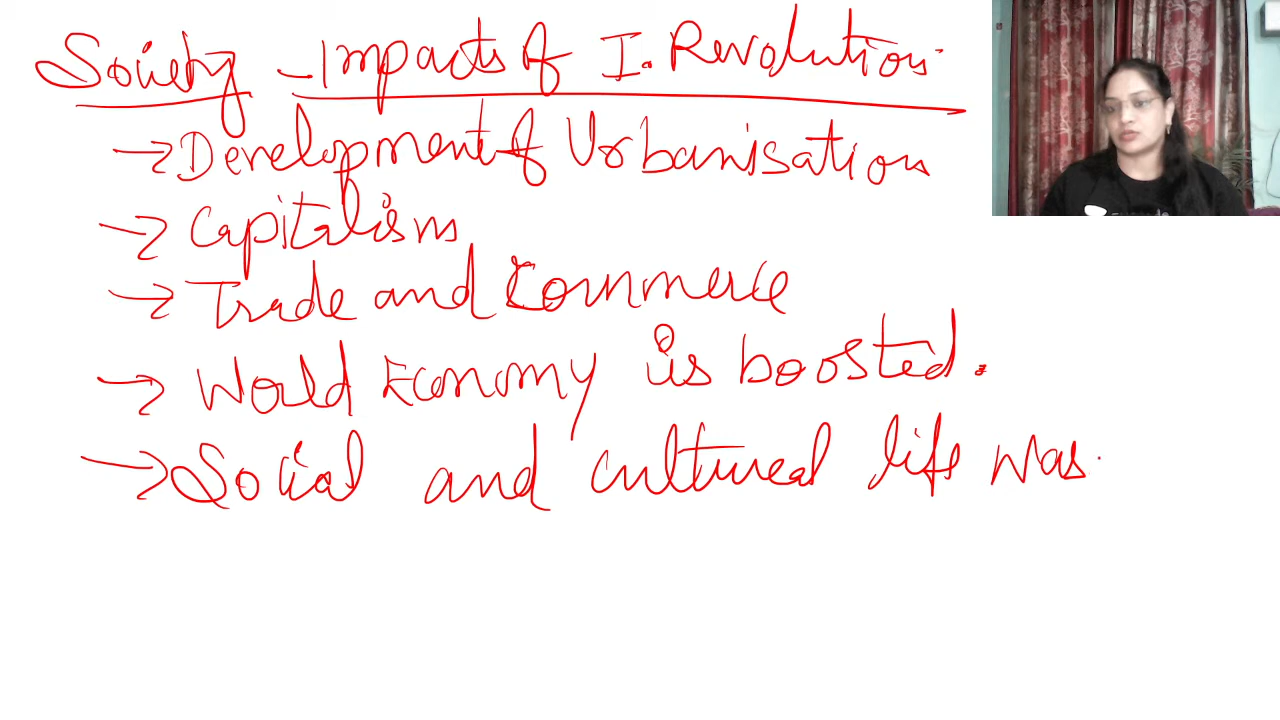 Society - Impacts of I. Revolution.
→ Development of Urbanisation
→ Capitalism
→ Trade and Commerce
→ World Economy is boosted.
→ Social and cultural life was